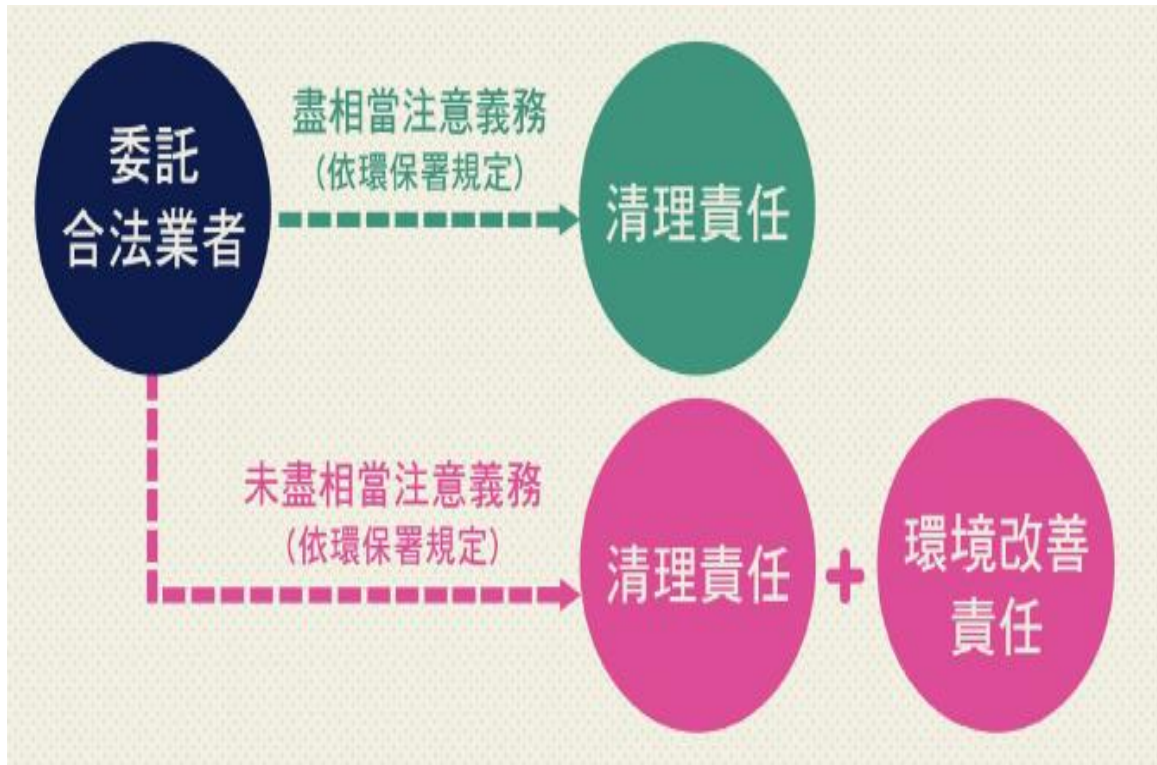 委託
合法業者
盡相當注意義務
(依環保署規定)
清理責任
未盡相當注意義務
(依環保署規定)
清理責任
+
環境改善
責任